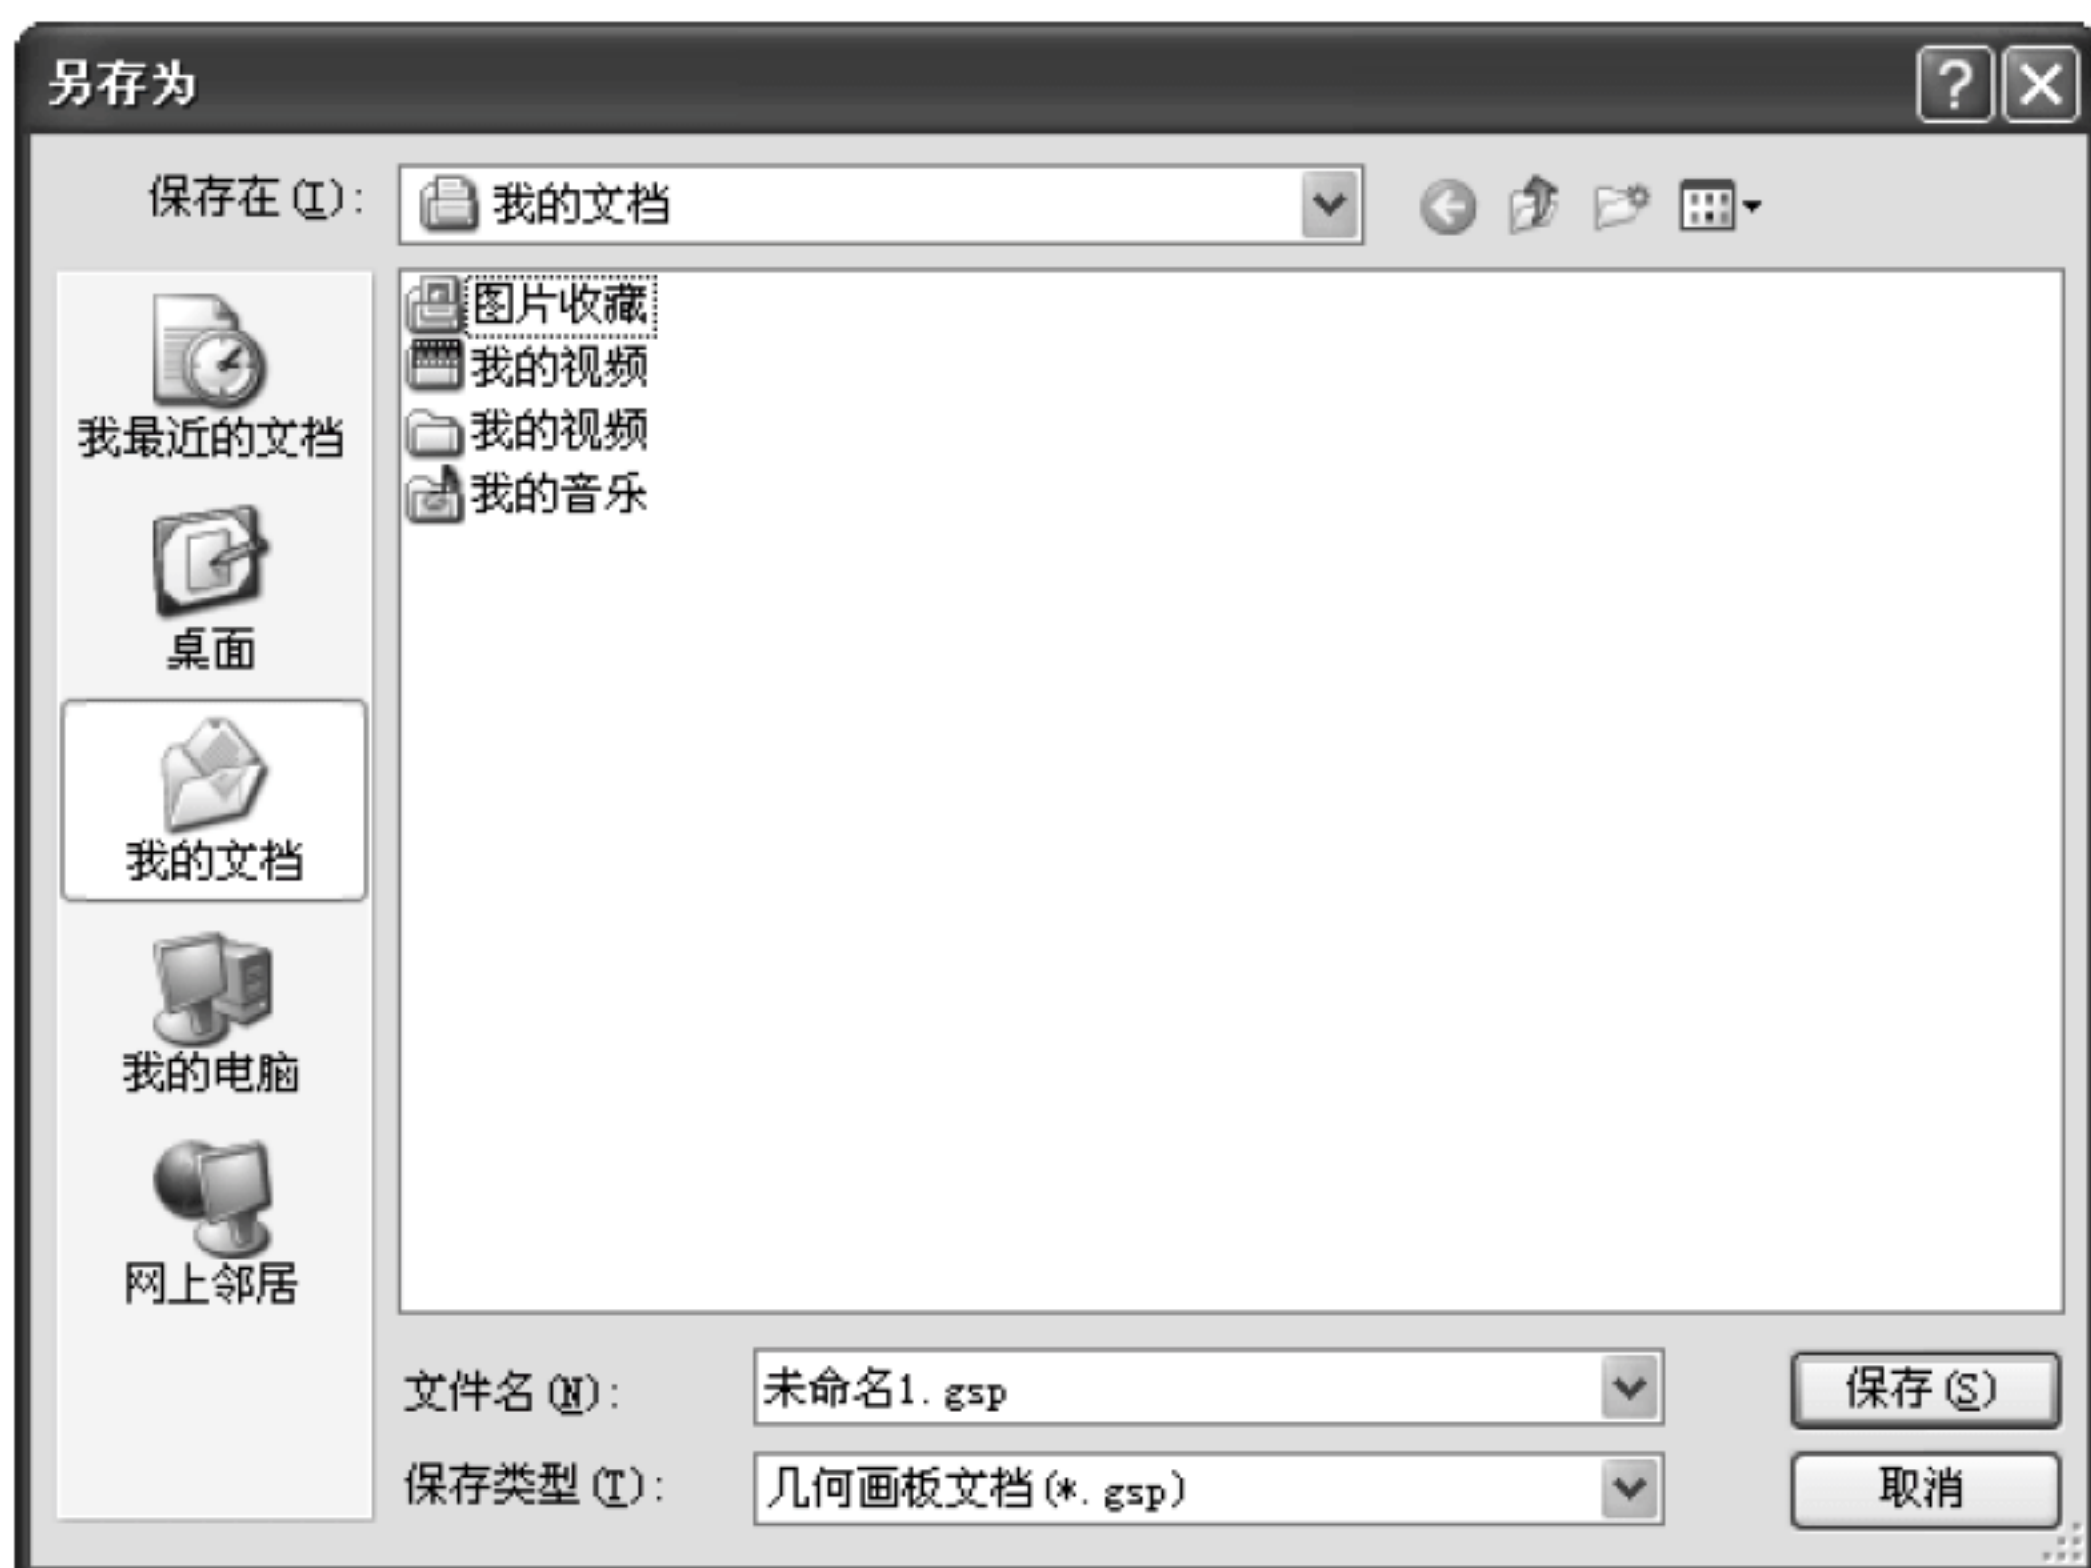 另存为
保存在(I):
我的文档
图片收藏
我的视频
我的视频
我的音乐
我最近的文档
桌面
我的文档
我的电脑
网上邻居
文件名(N):
未命名1.gsp
保存(S)
保存类型(T):
几何画板文档(*.gsp)
取消